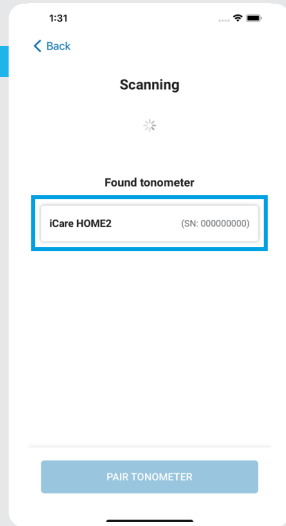 1:31
Back
Scanning
Found tonometer
iCare HOME2 (SN: 000000000)
PAIR TONOMETER